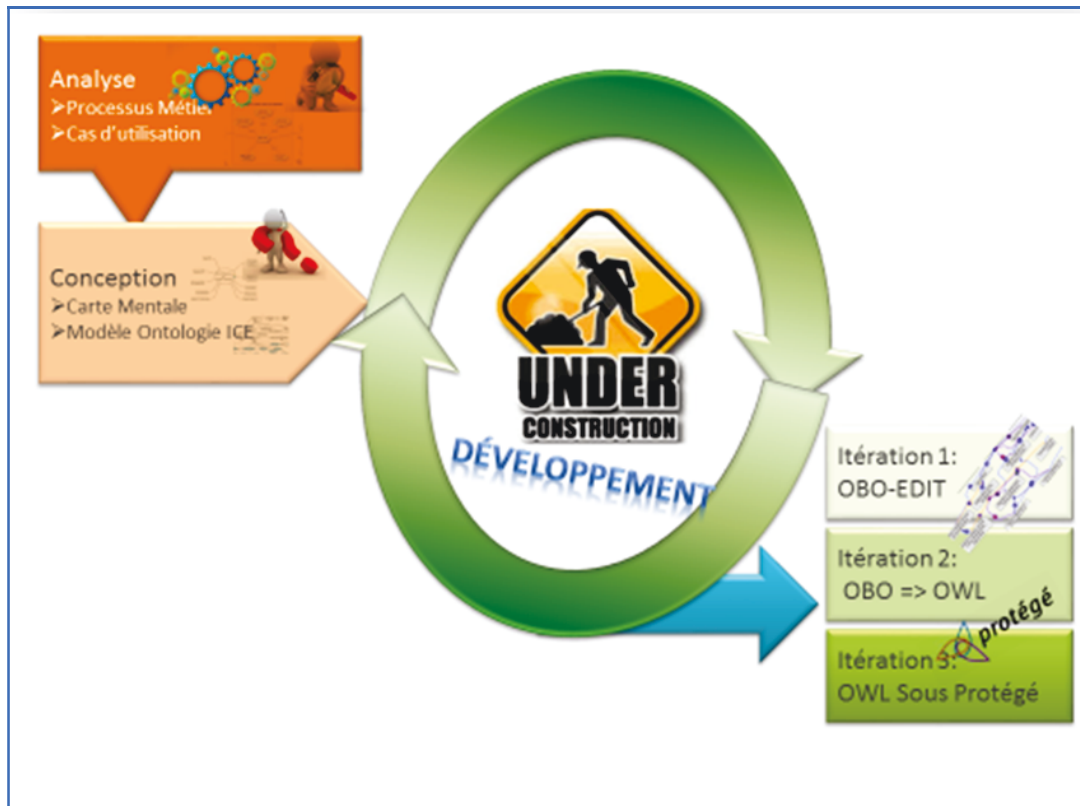 Analyse
➢Processus Métier
➢Cas d'utilisation
Conception
➢Carte Mentale
➢Modèle Ontologie ICE
UNDER
CONSTRUCTION
DÉVELOPPEMENT
Itération 1:
OBO-EDIT
Itération 2:
OBO => OWL
protégé
Itération 3:
OWL Sous Protégé